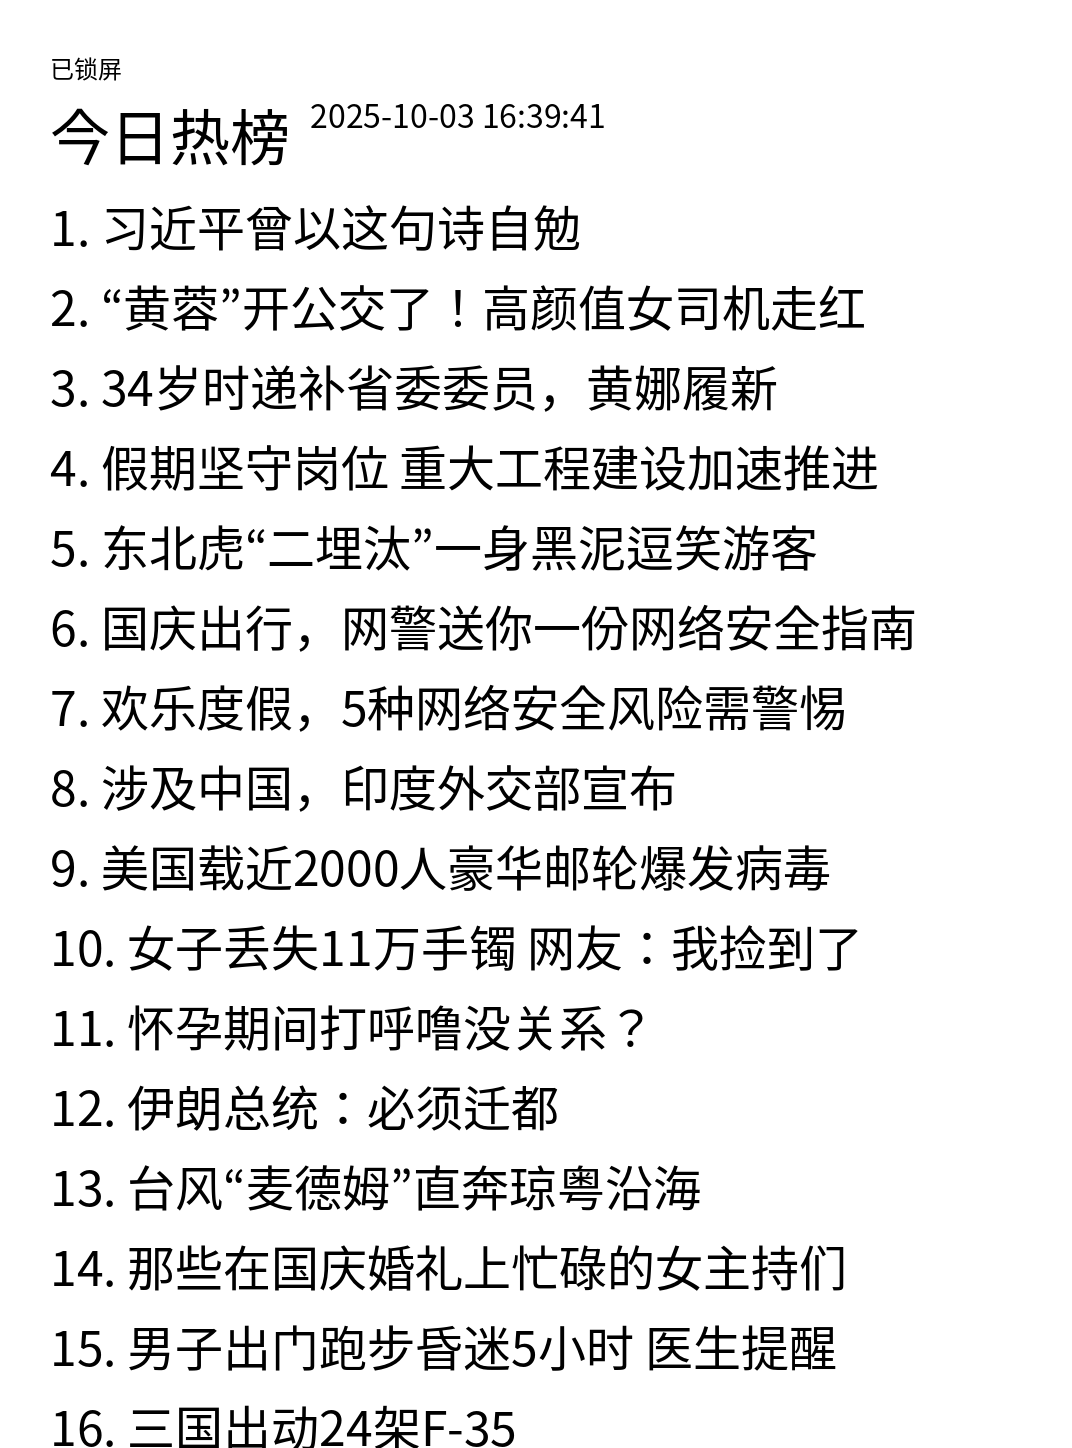 已锁屏
今日热榜 2025-10-03 16:39:41
1. 习近平曾以这句诗自勉
2. “黄蓉”开公交了！高颜值女司机走红
3. 34岁时递补省委委员，黄娜履新
4. 假期坚守岗位 重大工程建设加速推进
5. 东北虎“二埋汰”一身黑泥逗笑游客
6. 国庆出行，网警送你一份网络安全指南
7. 欢乐度假，5种网络安全风险需警惕
8. 涉及中国，印度外交部宣布
9. 美国载近2000人豪华邮轮爆发病毒
10. 女子丢失11万手镯 网友：我捡到了
11. 怀孕期间打呼噜没关系？
12. 伊朗总统：必须迁都
13. 台风“麦德姆”直奔琼粤沿海
14. 那些在国庆婚礼上忙碌的女主持们
15. 男子出门跑步昏迷5小时 医生提醒
16. 三国出动24架F-35